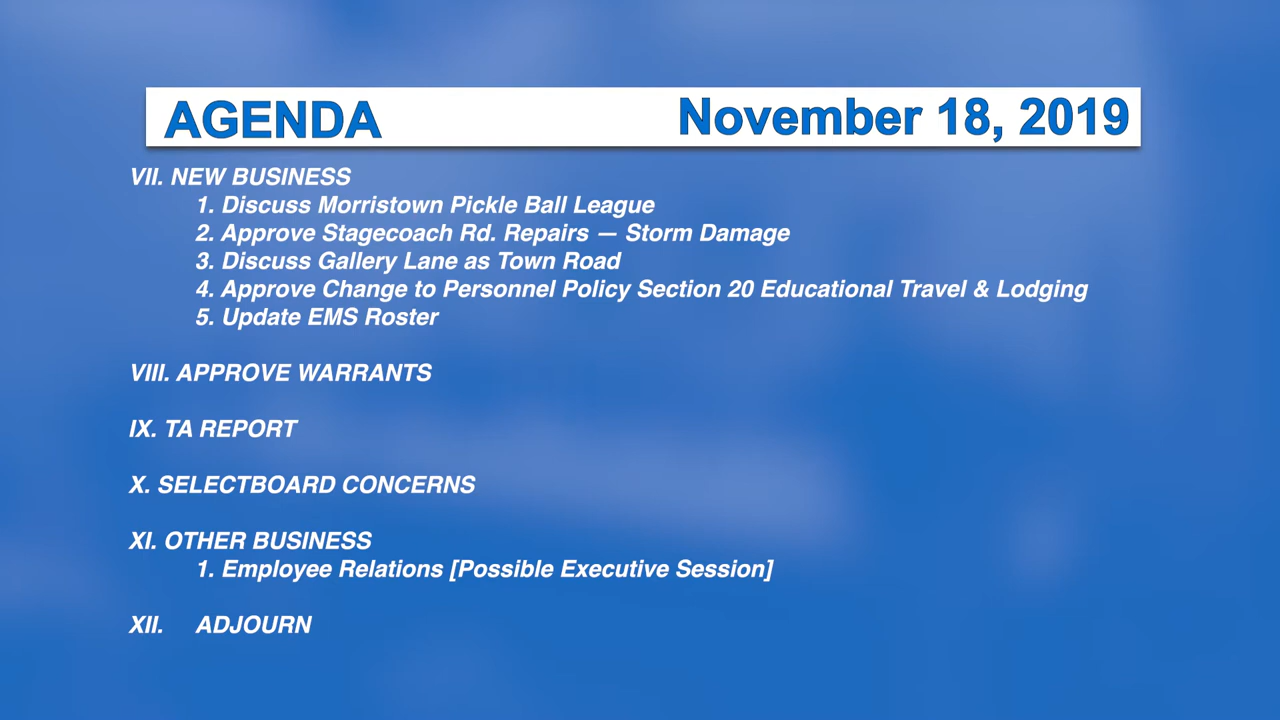 AGENDA November 18, 2019
VII. NEW BUSINESS
1. Discuss Morristown Pickle Ball League
2. Approve Stagecoach Rd. Repairs — Storm Damage
3. Discuss Gallery Lane as Town Road
4. Approve Change to Personnel Policy Section 20 Educational Travel & Lodging
5. Update EMS Roster
VIII. APPROVE WARRANTS
IX. TA REPORT
X. SELECTBOARD CONCERNS
XI. OTHER BUSINESS
1. Employee Relations [Possible Executive Session]
XII. ADJOURN